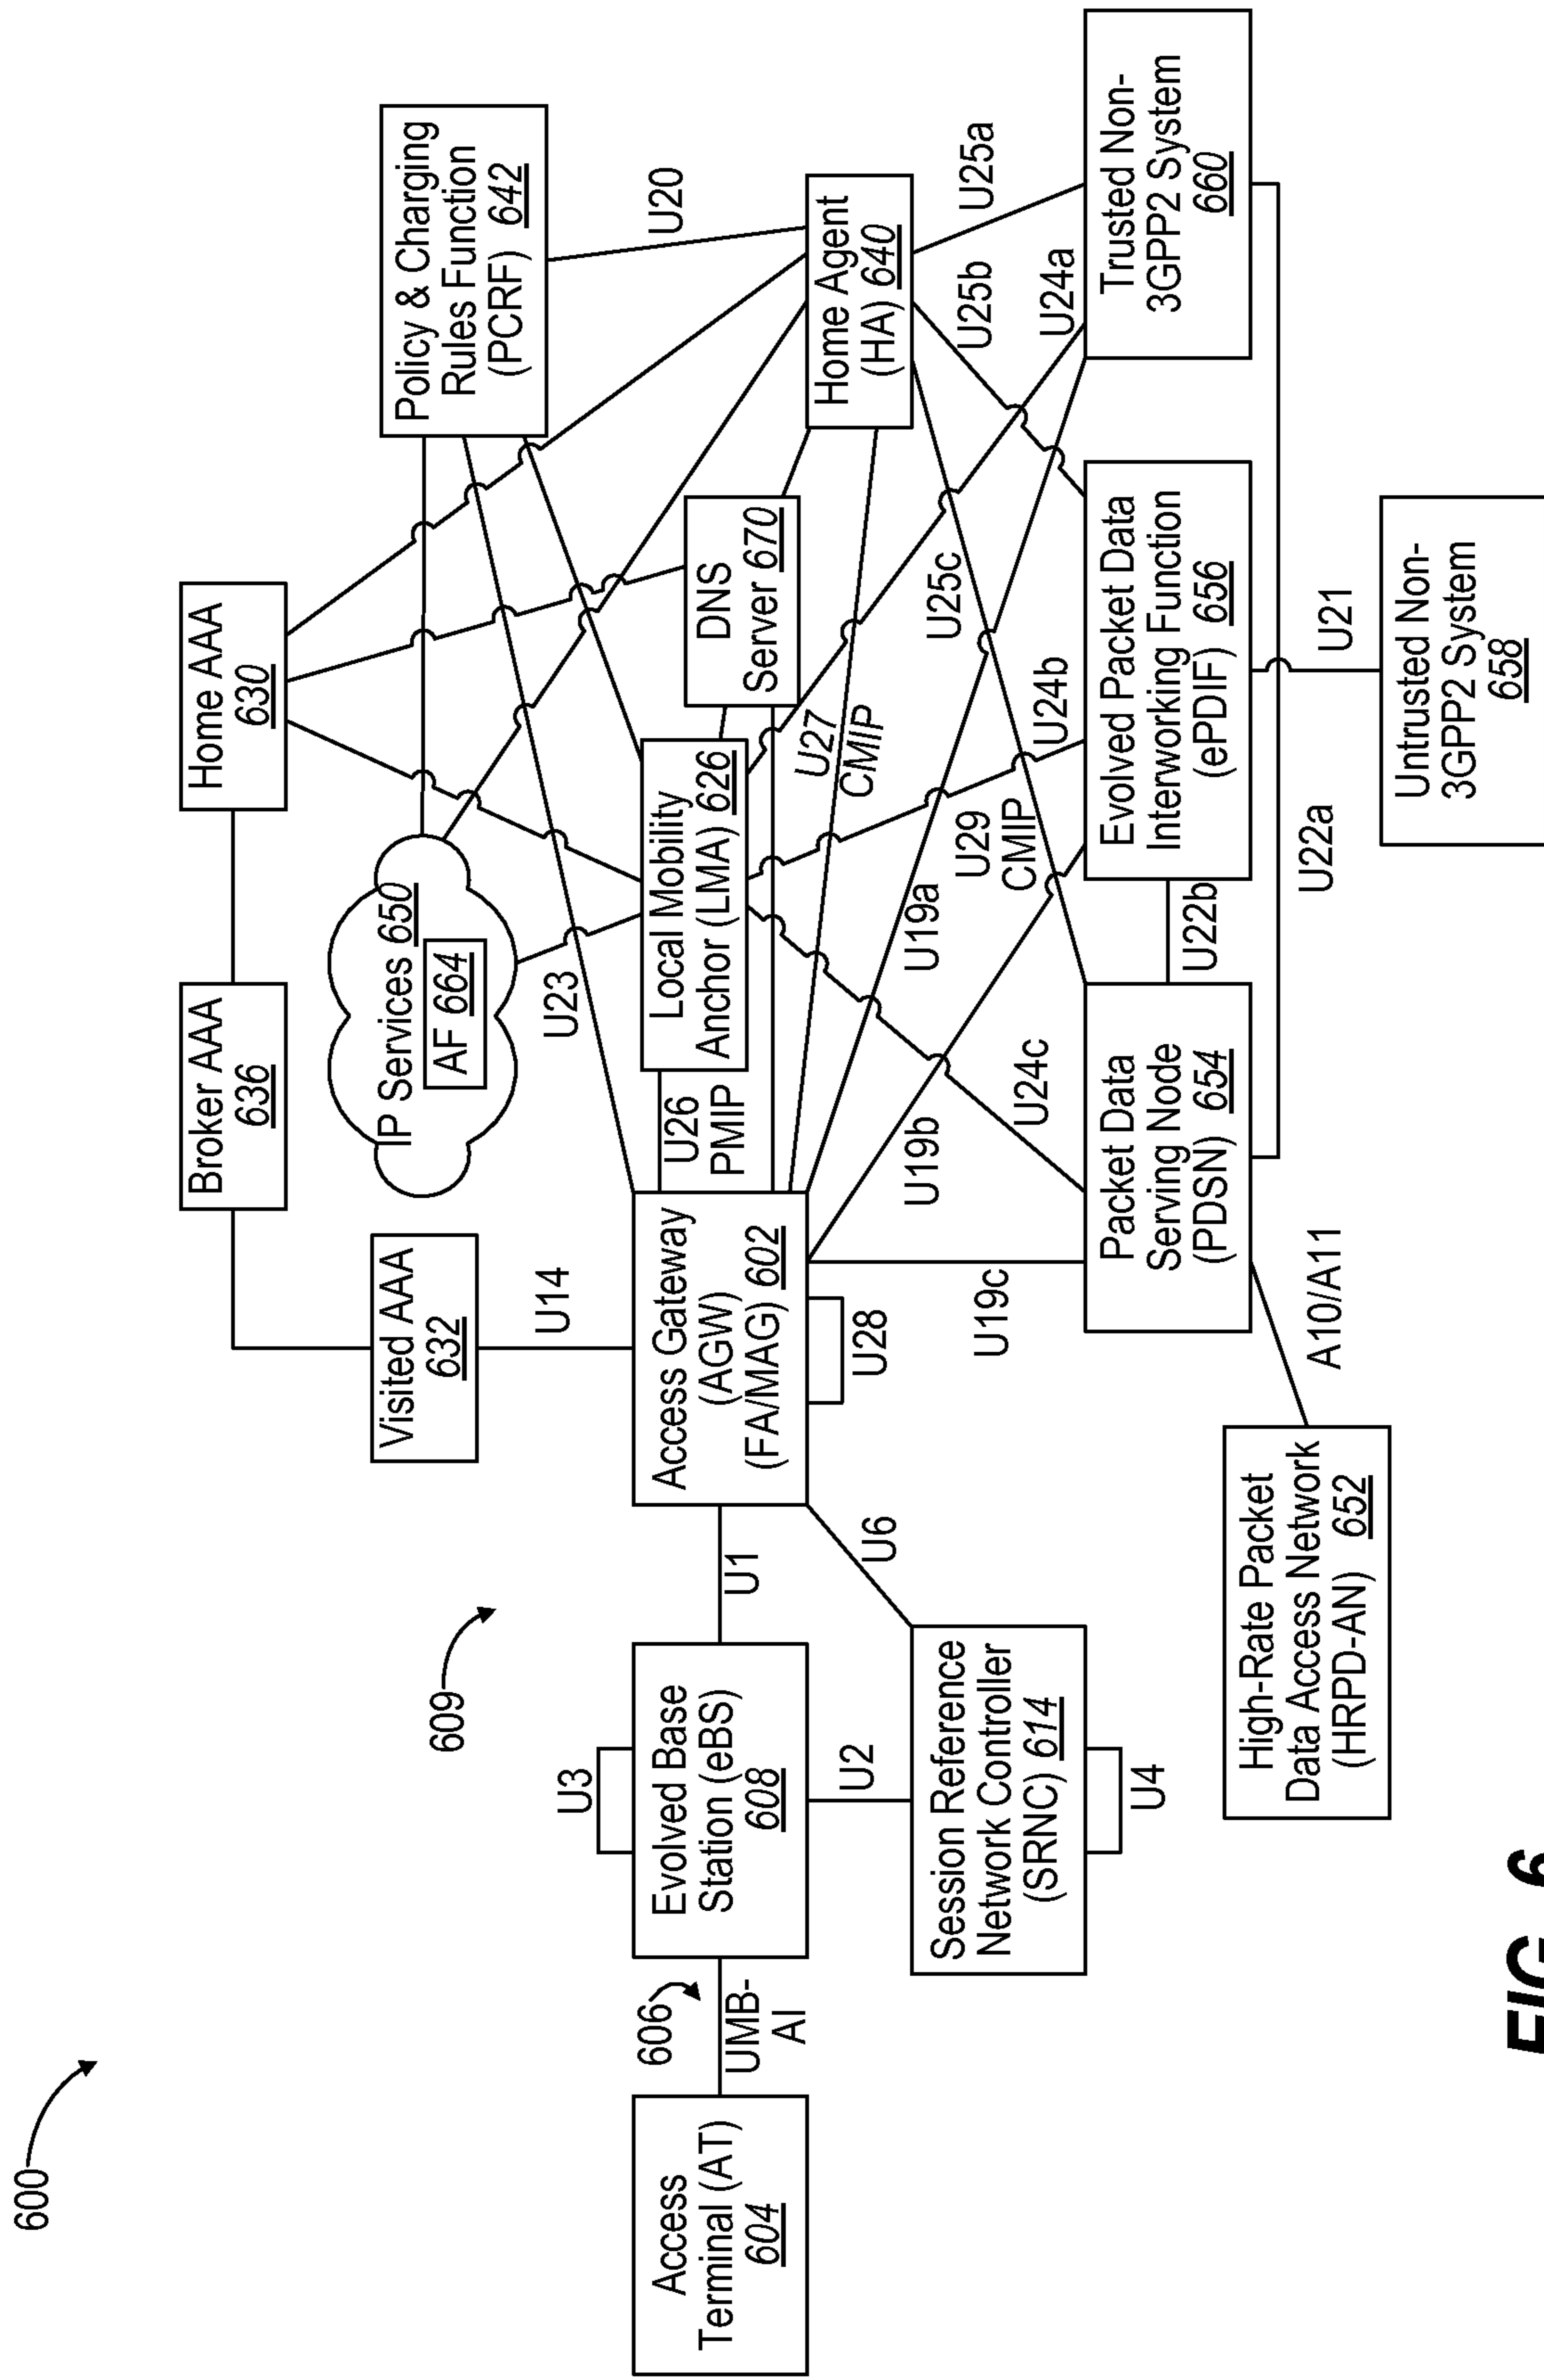 600
609
Home AAA
630
Broker AAA
636
Visited AAA
632
Policy & Charging
Rules Function
(PCRF) 642
IP Services 650
AF 664
U14
U23
U20
Access
Terminal (AT)
604
606
UMB-
AI
U3
Evolved Base
Station (eBS)
608
U1
U2
U6
Session Reference
Network Controller
(SRNC) 614
U4
Access Gateway
(AGW)
(FA/MAG) 602
U28
U26
PMIP
Local Mobility
Anchor (LMA) 626
DNS
Server 670
Home Agent
(HA) 640
U27
CMIP
U25a
U25b
U25c
U24a
U24b
U24c
U29
CMIP
U19a
U19b
U19c
Packet Data
Serving Node
(PDSN) 654
U22b
Evolved Packet Data
Interworking Function
(ePDIF) 656
Trusted Non-
3GPP2 System
660
A10/A11
U22a
U21
High-Rate Packet
Data Access Network
(HRPD-AN) 652
Untrusted Non-
3GPP2 System
658
FIG. 6